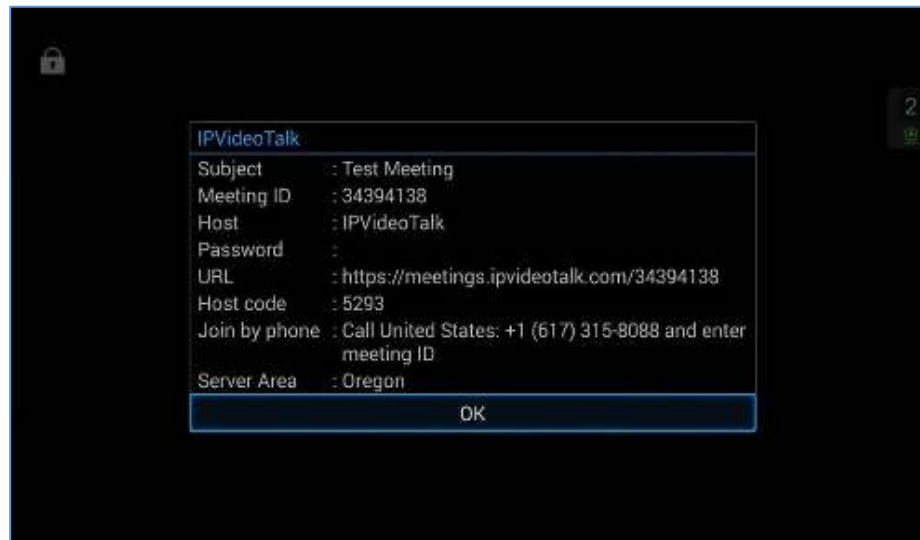 2
IPVideoTalk
Subject : Test Meeting
Meeting ID : 34394138
Host : IPVideoTalk
Password :
URL : https://meetings.ipvideotalk.com/34394138
Host code : 5293
Join by phone : Call United States: +1 (617) 315-8088 and enter
meeting ID
Server Area : Oregon
OK